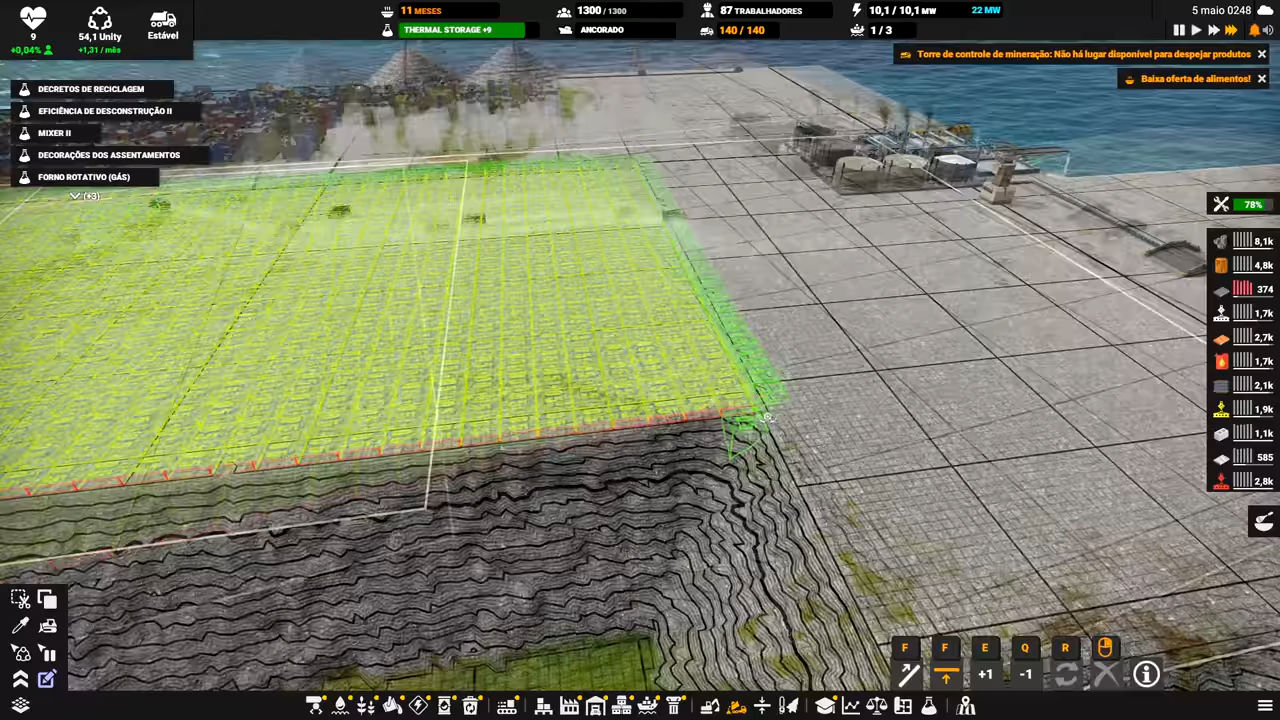 9
+0,04%
54,1 Unity
+1,31 / mês
Estável
11 MESES
THERMAL STORAGE +9
1300 / 1300
ANCORADO
87 TRABALHADORES
140 / 140
10,1 / 10,1 MW
22 MW
1 / 3
5 maio 0248
Torre de controle de mineração: Não há lugar disponível para despejar produtos
Baixa oferta de alimentos!
DECRETOS DE RECICLAGEM
EFICIÊNCIA DE DESCONSTRUÇÃO II
MIXER II
DECORAÇÕES DOS ASSENTAMENTOS
FORNO ROTATIVO (GÁS)
(+3)
78%
8,1k
4,8k
374
1,7k
2,7k
1,7k
2,1k
1,9k
1,1k
585
2,8k
F
F
E
Q
R
+1
-1